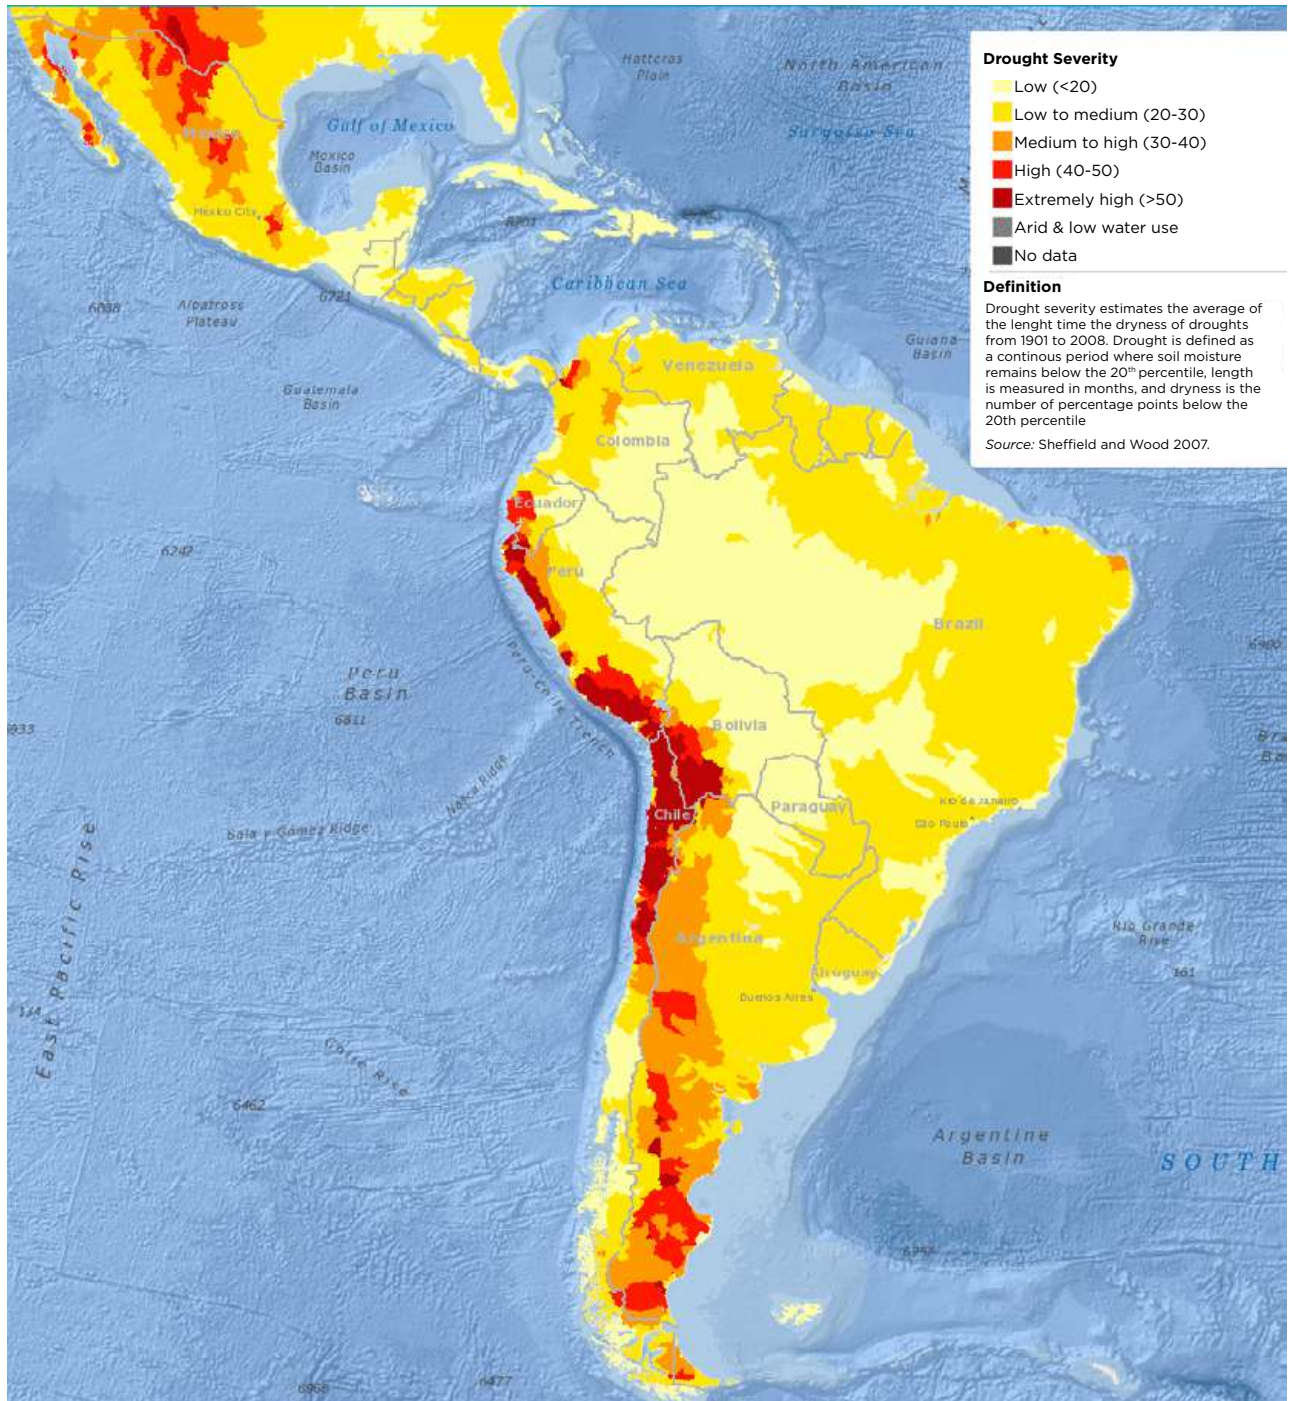 Drought Severity
Low (<20)
Low to medium (20-30)
Medium to high (30-40)
High (40-50)
Extremely high (>50)
Arid & low water use
No data
Definition
Drought severity estimates the average of
the lenght time the dryness of droughts
from 1901 to 2008. Drought is defined as
a continous period where soil moisture
remains below the 20th percentile, length
is measured in months, and dryness is the
number of percentage points below the
20th percentile
Source: Sheffield and Wood 2007.
Hatteras
Plain
North American
Basin
Gulf of Mexico
Sargasso Sea
Mexico
Mexico
Basin
Mexico City
Caribbean Sea
6721
Albatross
Plateau
Guatemala
Basin
Guiana
Basin
Venezuela
Colombia
Ecuador
6242
Peru
Brazil
Peru
Basin
6811
Peru-Chile Trench
6933
6900
Bolivia
Nazca Ridge
Chile
Paraguay
Rio de Janeiro
São Paulo
Sala y Gomez Ridge
East Pacific Rise
Argentina
Rio Grande
Rise
Uruguay
Buenos Aires
161
134
6462
Argentine
Basin
SOUTH
6477